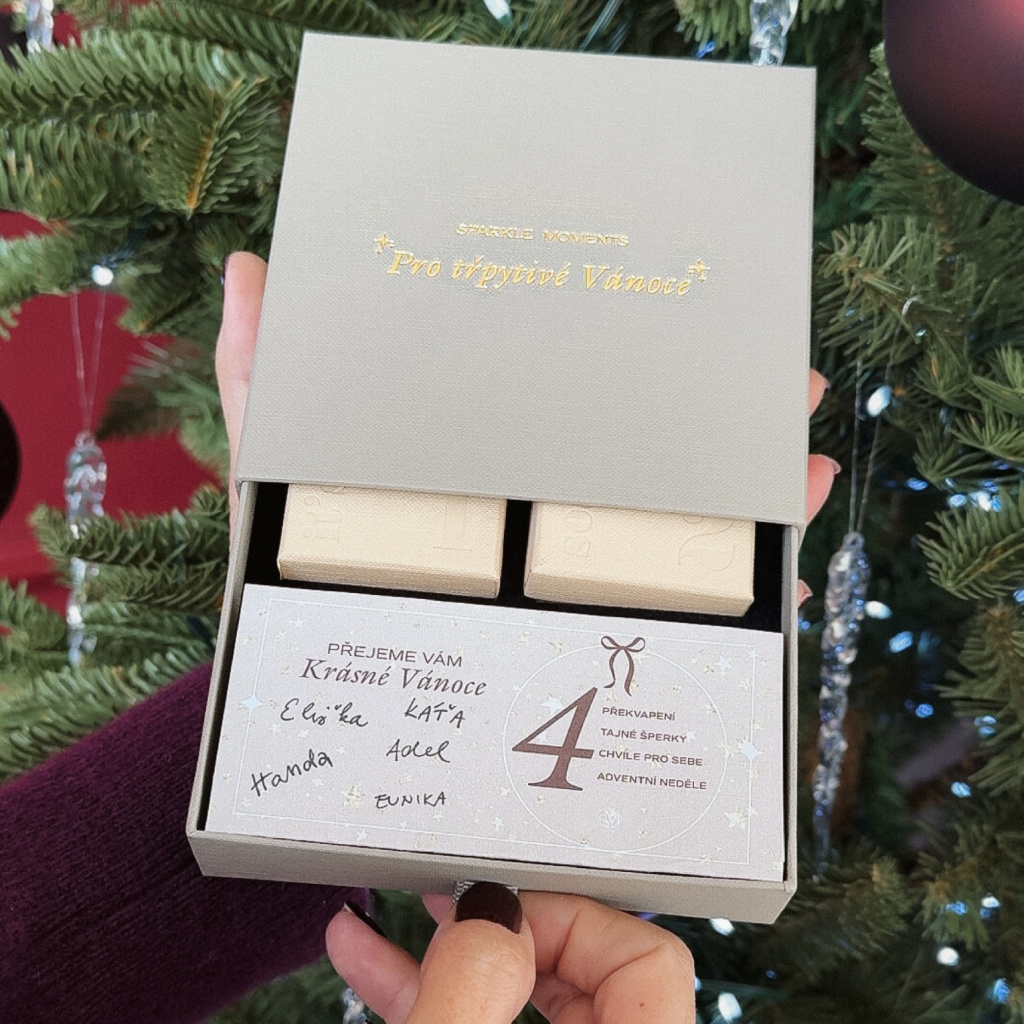 SPARKLE MOMENTS
Pro třpytivé Vánoce
PŘEJEME VÁM
Krásné Vánoce
Eliška KÁŤA
Handa Adel
EUNIKA
4
PŘEKVAPENÍ
TAJNÉ ŠPERKY
CHVÍLE PRO SEBE
ADVENTNÍ NEDĚLE